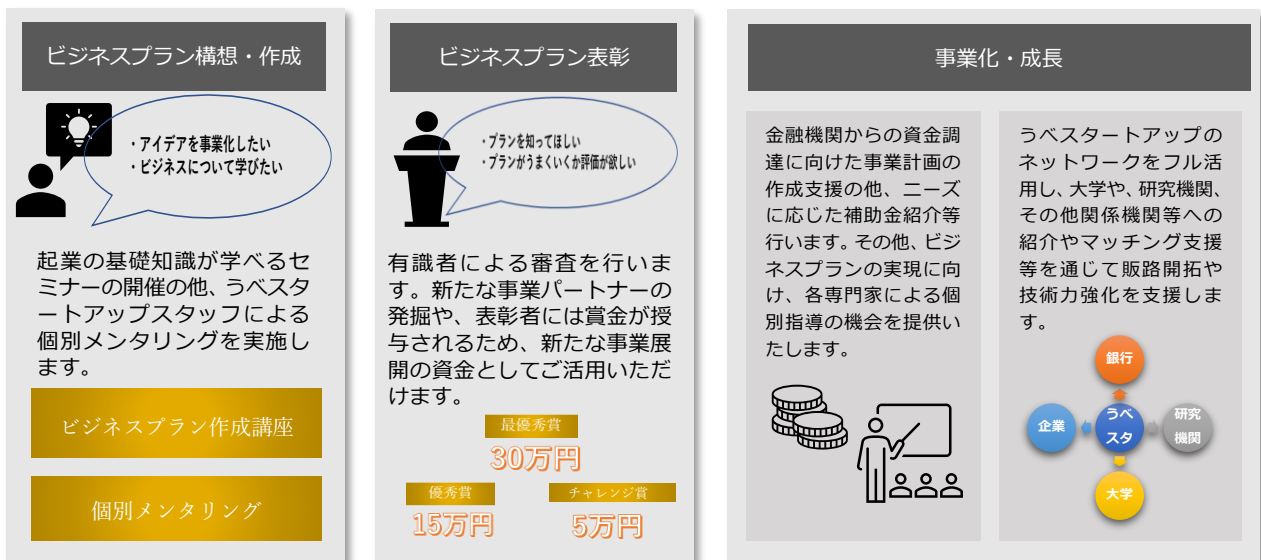 ビジネスプラン構想・作成
・アイデアを事業化したい
・ビジネスについて学びたい
起業の基礎知識が学べるセ
ミナーの開催の他、うべスタ
ートアップスタッフによる
個別メンタリングを実施し
ます。
ビジネスプラン作成講座
個別メンタリング
ビジネスプラン表彰
・プランを知ってほしい
・プランがうまくいくか評価が欲しい
有識者による審査を行いま
す。新たな事業パートナーの
発掘や、表彰者には賞金が授
与されるため、新たな事業展
開の資金としてご活用いただ
けます。
最優秀賞
30万円
優秀賞
15万円
チャレンジ賞
5万円
事業化・成長
金融機関からの資金調
達に向けた事業計画の
作成支援の他、ニーズ
に応じた補助金紹介等
行います。その他、ビジ
ネスプランの実現に向
け、各専門家による個
別指導の機会を提供い
たします。
うべスタートアップの
ネットワークをフル活
用し、大学や、研究機関、
その他関係機関等への
紹介やマッチング支援
等を通じて販路開拓や
技術力強化を支援しま
す。
銀行
企業
うべ
スタ
研究
機関
大学